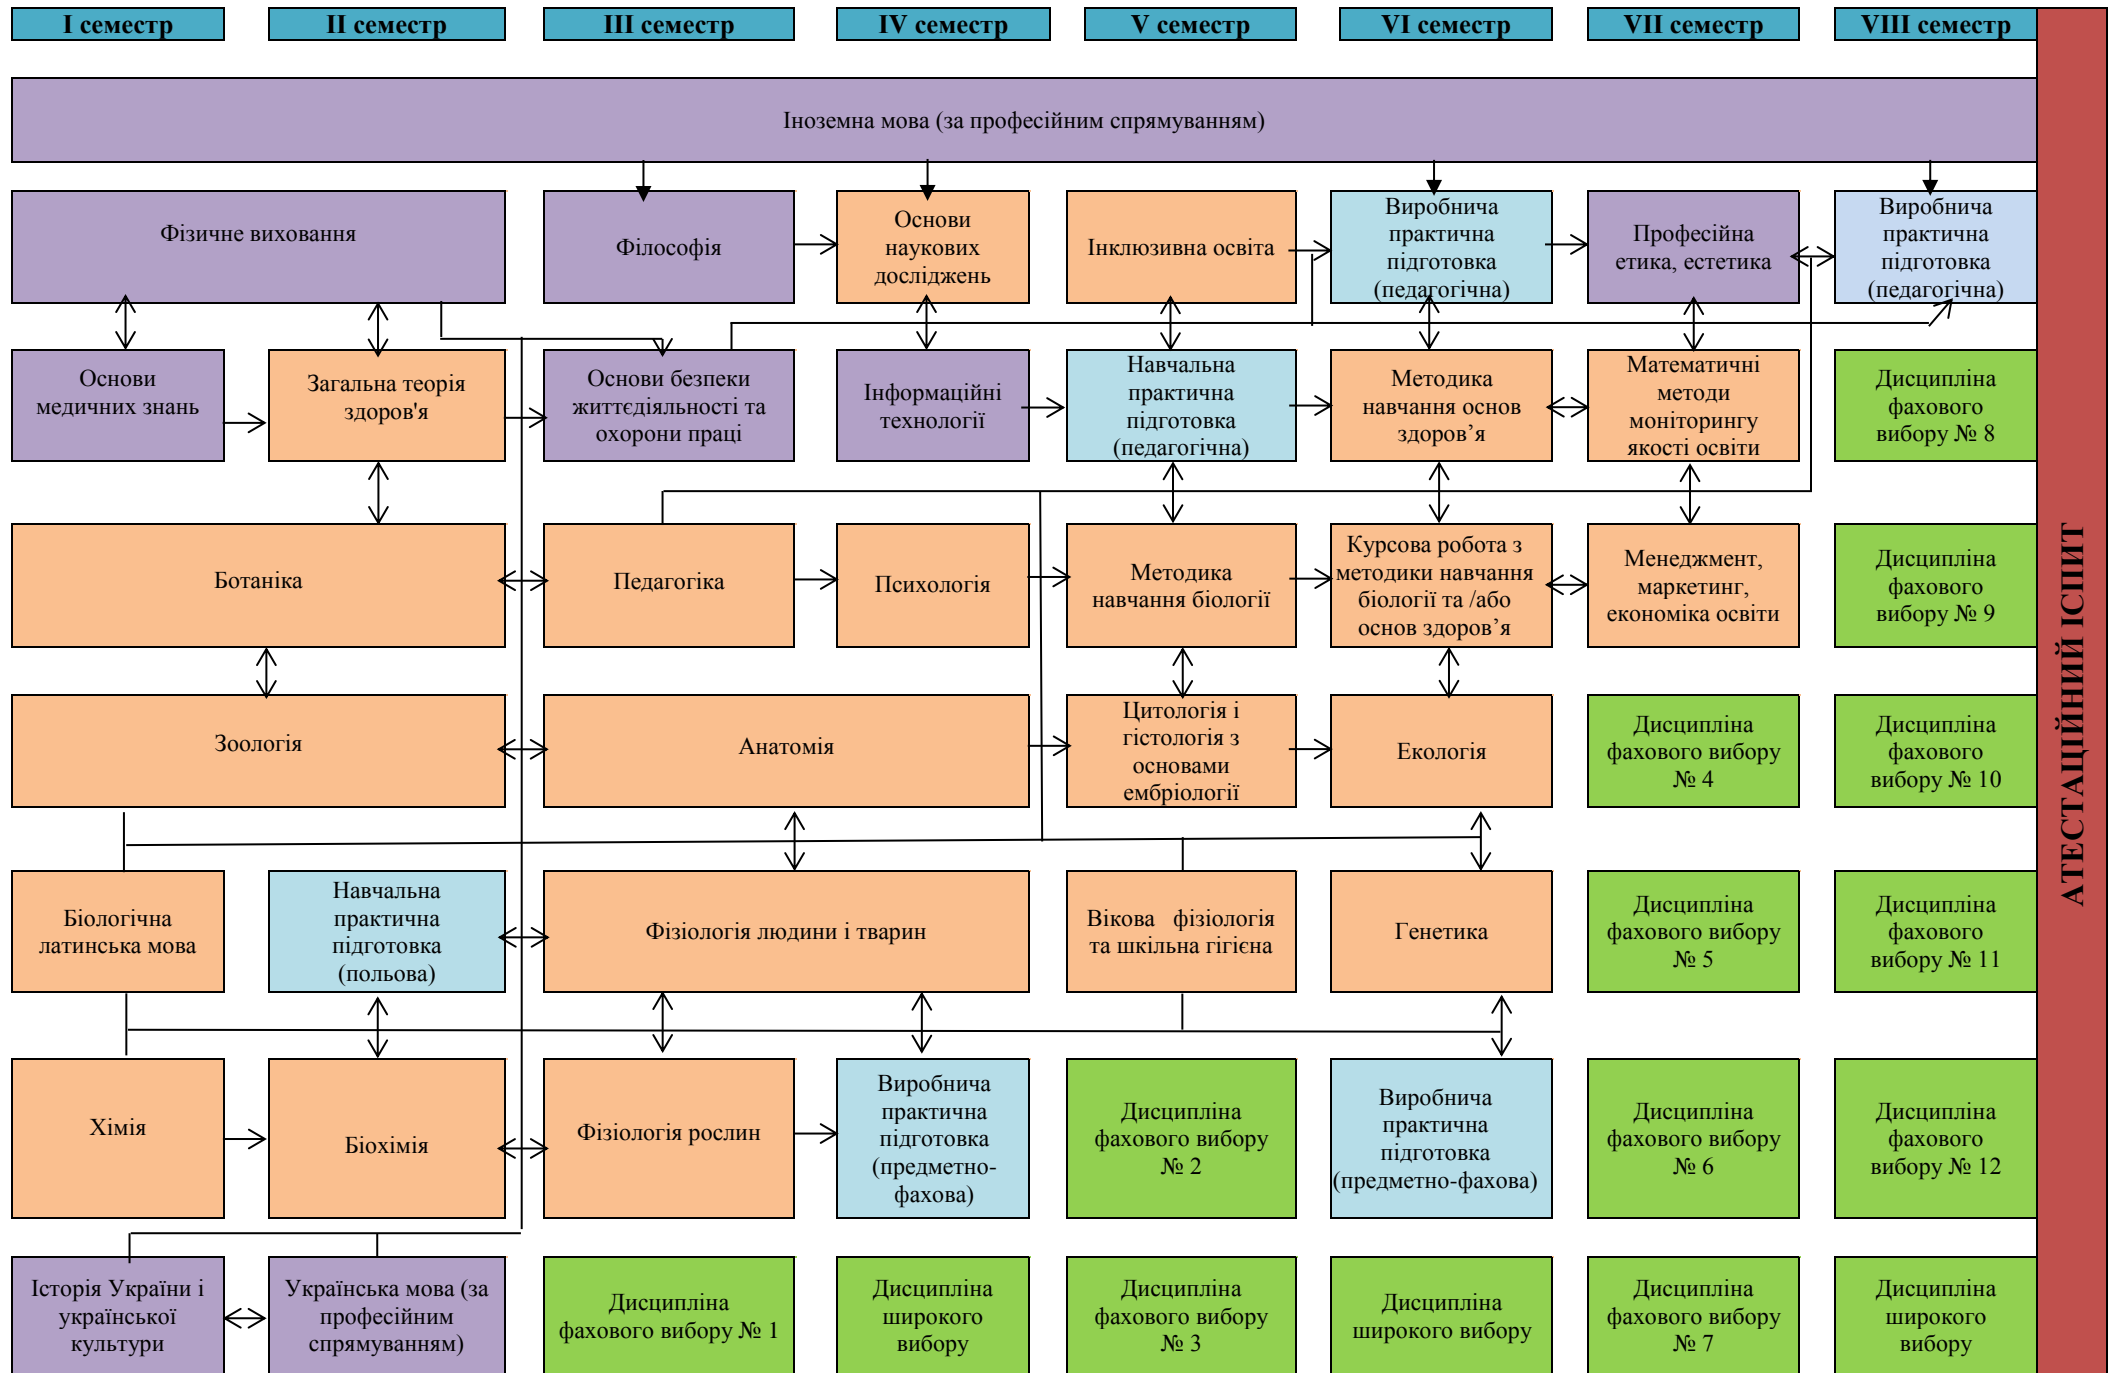 I семестр
II семестр
III семестр
IV семестр
V семестр
VI семестр
VII семестр
VIII семестр
Іноземна мова (за професійним спрямуванням)
Фізичне виховання
Філософія
Основи
наукових
досліджень
Інклюзивна освіта
Виробнича
практична
підготовка
(педагогічна)
Професійна
етика, естетика
Виробнича
практична
підготовка
(педагогічна)
Основи
медичних знань
Загальна теорія
здоров'я
Основи безпеки
життєдіяльності та
охорони праці
Інформаційні
технології
Навчальна
практична
підготовка
(педагогічна)
Методика
навчання основ
здоров’я
Математичні
методи
моніторингу
якості освіти
Дисципліна
фахового
вибору № 8
Ботаніка
Педагогіка
Психологія
Методика
навчання біології
Курсова робота з
методики навчання
біології та /або
основ здоров’я
Менеджмент,
маркетинг,
економіка освіти
Дисципліна
фахового
вибору № 9
Зоологія
Анатомія
Цитологія і
гістологія з
основами
ембріології
Екологія
Дисципліна
фахового вибору
№ 4
Дисципліна
фахового
вибору № 10
Біологічна
латинська мова
Навчальна
практична
підготовка
(польова)
Фізіологія людини і тварин
Вікова фізіологія
та шкільна гігієна
Генетика
Дисципліна
фахового вибору
№ 5
Дисципліна
фахового
вибору № 11
Хімія
Біохімія
Фізіологія рослин
Виробнича
практична
підготовка
(предметно-
фахова)
Дисципліна
фахового вибору
№ 2
Виробнича
практична
підготовка
(предметно-фахова)
Дисципліна
фахового вибору
№ 6
Дисципліна
фахового
вибору № 12
Історія України і
української
культури
Українська мова (за
професійним
спрямуванням)
Дисципліна
фахового вибору № 1
Дисципліна
широкого
вибору
Дисципліна
фахового вибору
№ 3
Дисципліна
широкого вибору
Дисципліна
фахового вибору
№ 7
Дисципліна
широкого
вибору
АТЕСТАЦІЙНИЙ ІСПИТ